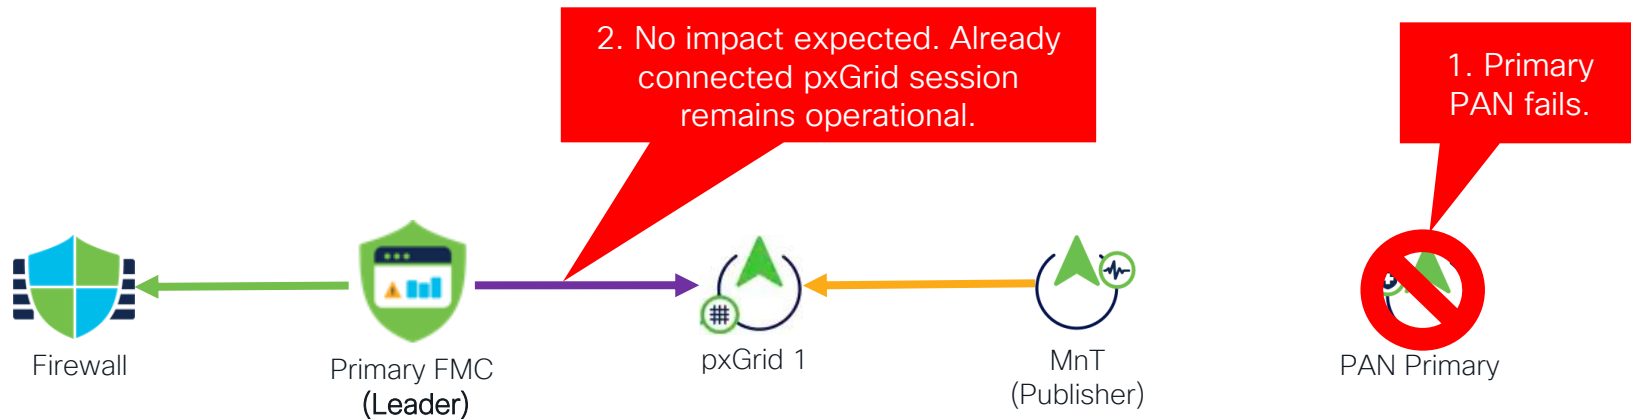 2. No impact expected. Already
connected pxGrid session
remains operational.
1. Primary
PAN fails.
Firewall
Primary FMC
(Leader)
pxGrid 1
MnT
(Publisher)
PAN Primary